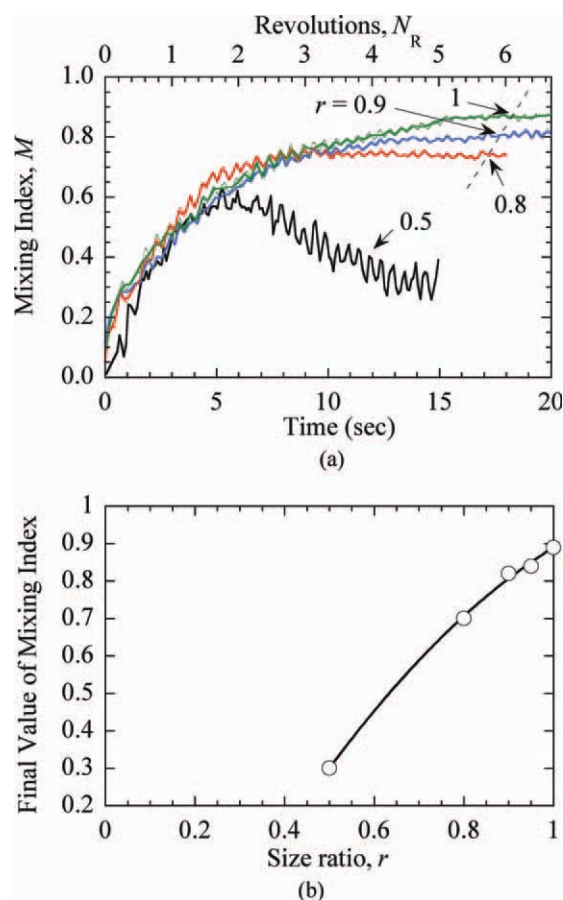 Revolutions, N_R
0 1 2 3 4 5 6
1.0
0.8
0.6
0.4
0.2
0.0
Mixing Index, M
1
r = 0.9
0.8
0.5
0 5 10 15 20
Time (sec)
(a)
1
0.9
0.8
0.7
0.6
0.5
0.4
0.3
0.2
Final Value of Mixing Index
0 0.2 0.4 0.6 0.8 1
Size ratio, r
(b)